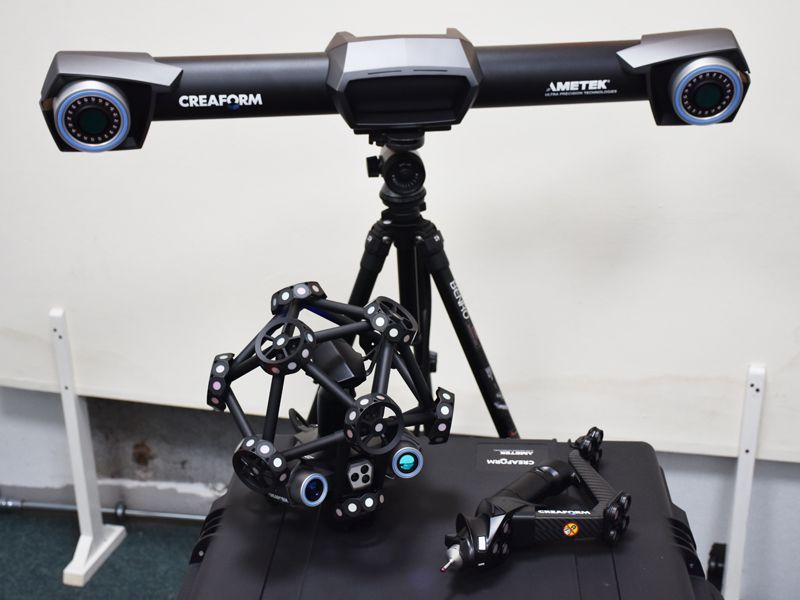 CREAFORM
AMETEK
ULTRA PRECISION TECHNOLOGIES
BENRO
AMETEK
CREAFORM
CREAFORM